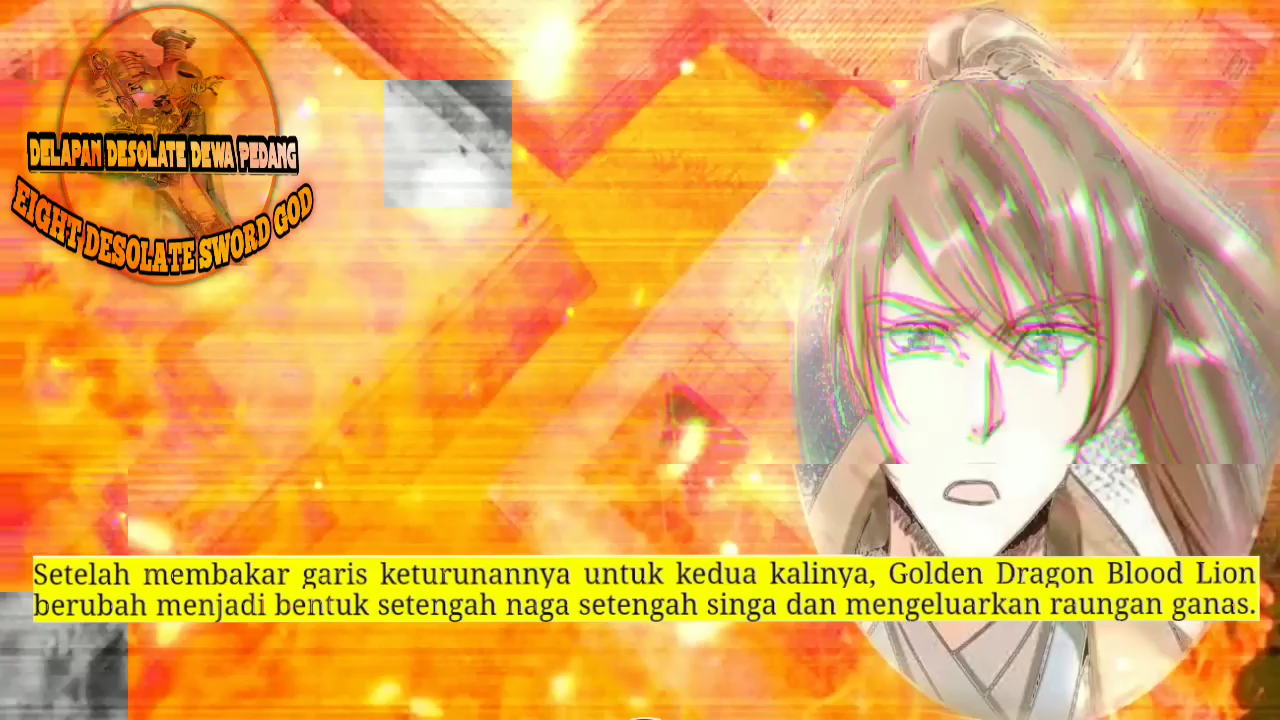 DELAPAN DESOLATE DEWA PEDANG
EIGHT DESOLATE SWORD GOD
Setelah membakar garis keturunannya untuk kedua kalinya, Golden Dragon Blood Lion
berubah menjadi bentuk setengah naga setengah singa dan mengeluarkan raungan ganas.